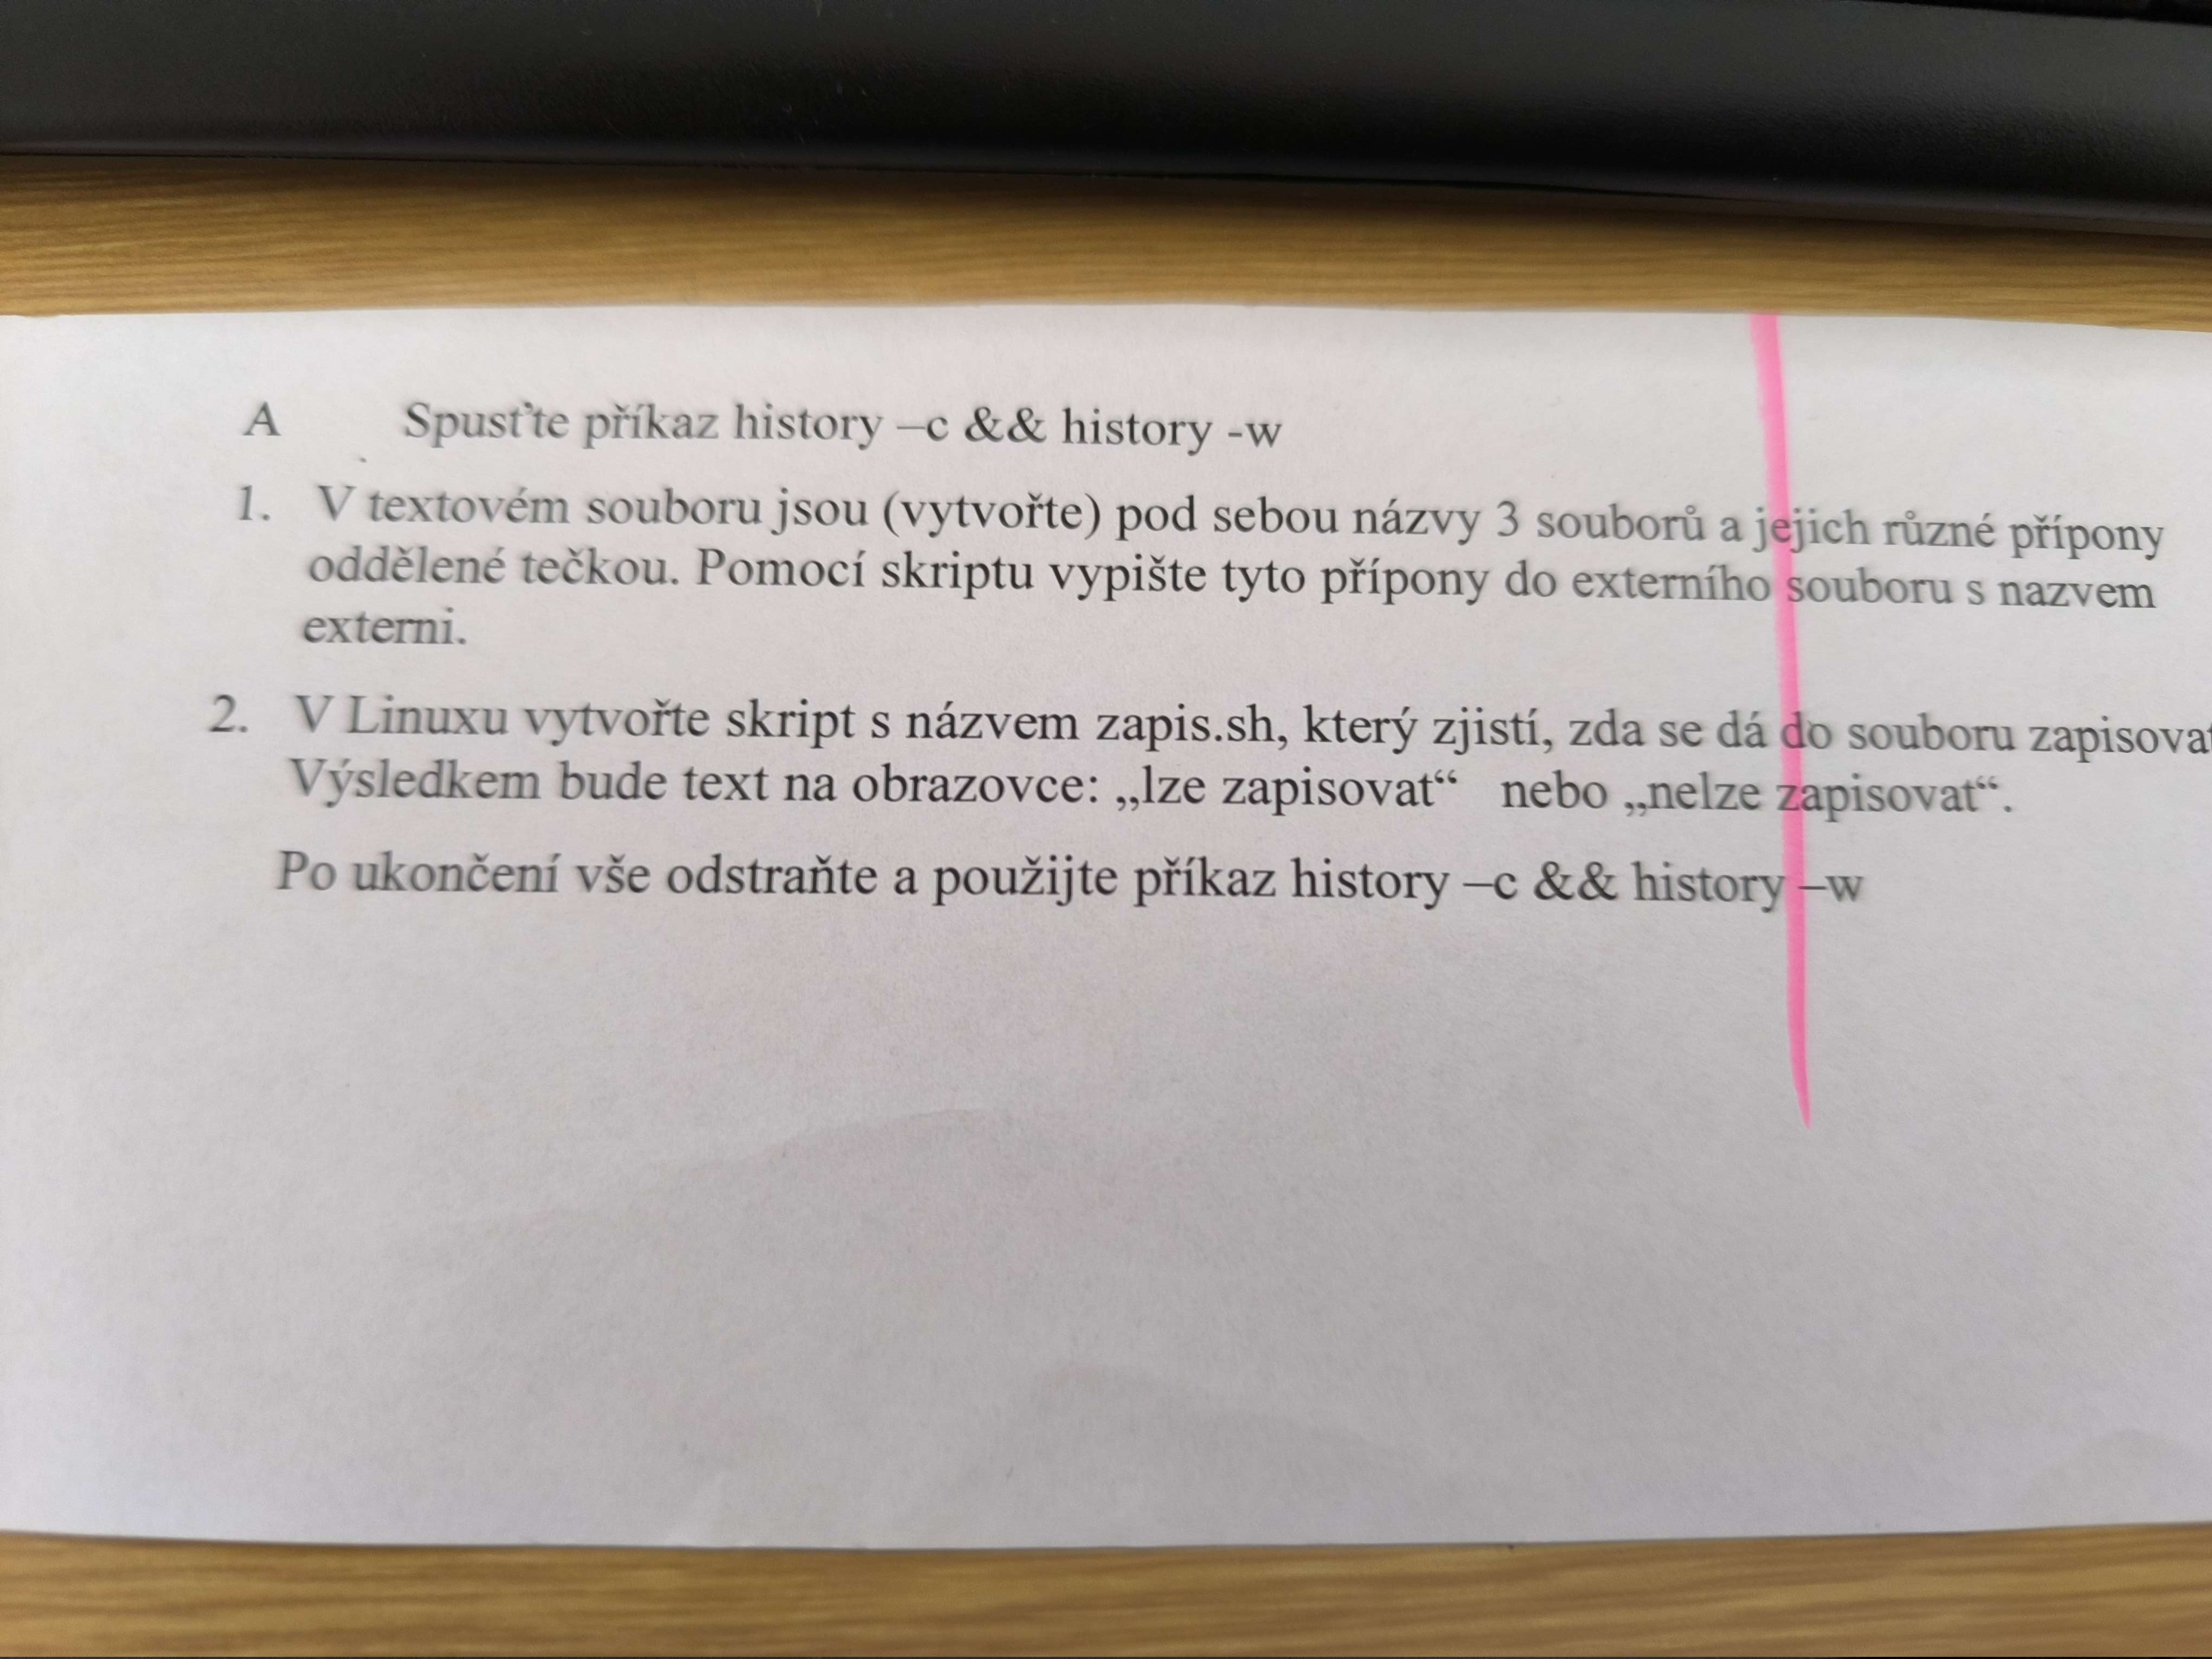 A Spusťte příkaz history –c && history -w
1. V textovém souboru jsou (vytvořte) pod sebou názvy 3 souborů a jejich různé přípony
oddělené tečkou. Pomocí skriptu vypište tyto přípony do externího souboru s nazvem
externi.
2. V Linuxu vytvořte skript s názvem zapis.sh, který zjistí, zda se dá do souboru zapisovat
Výsledkem bude text na obrazovce: „lze zapisovat“ nebo „nelze zapisovat“.
Po ukončení vše odstraňte a použijte příkaz history –c && history –w